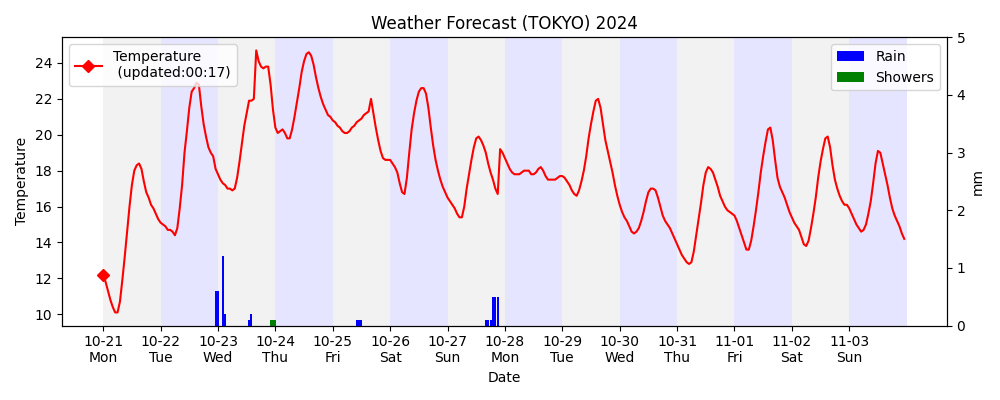 Weather Forecast (TOKYO) 2024
Temperature
(updated:00:17)
Rain
Showers
Temperature
24
22
20
18
16
14
12
10
5
4
3
2
1
0
mm
10-21 10-22 10-23 10-24 10-25 10-26 10-27 10-28 10-29 10-30 10-31 11-01 11-02 11-03
Mon Tue Wed Thu Fri Sat Sun Mon Tue Wed Thu Fri Sat Sun
Date